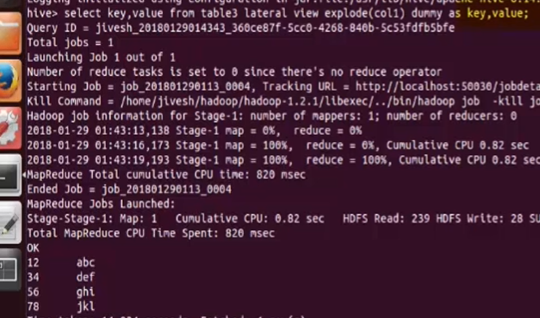 hive> select key,value from table3 lateral view explode(col1) dummy as key,value;
Query ID = jivesh_20180129014343_360ce87f-5cc0-4268-840b-5c53fdfb5bfe
Total jobs = 1
Launching Job 1 out of 1
Number of reduce tasks is set to 0 since there's no reduce operator
Starting Job = job_201801290113_0004, Tracking URL = http://localhost:50030/jobdeta
Kill Command = /home/jivesh/hadoop/hadoop-1.2.1/libexec/../bin/hadoop job -kill jo
Hadoop job information for Stage-1: number of mappers: 1; number of reducers: 0
2018-01-29 01:43:13,138 Stage-1 map = 0%, reduce = 0%
2018-01-29 01:43:16,173 Stage-1 map = 100%, reduce = 0%, Cumulative CPU 0.82 sec
2018-01-29 01:43:19,193 Stage-1 map = 100%, reduce = 100%, Cumulative CPU 0.82
MapReduce Total cumulative CPU time: 820 msec
Ended Job = job_201801290113_0004
MapReduce Jobs Launched:
Stage-Stage-1: Map: 1 Cumulative CPU: 0.82 sec HDFS Read: 239 HDFS Write: 28 SU
Total MapReduce CPU Time Spent: 820 msec
OK
12 abc
34 def
56 ghi
78 jkl